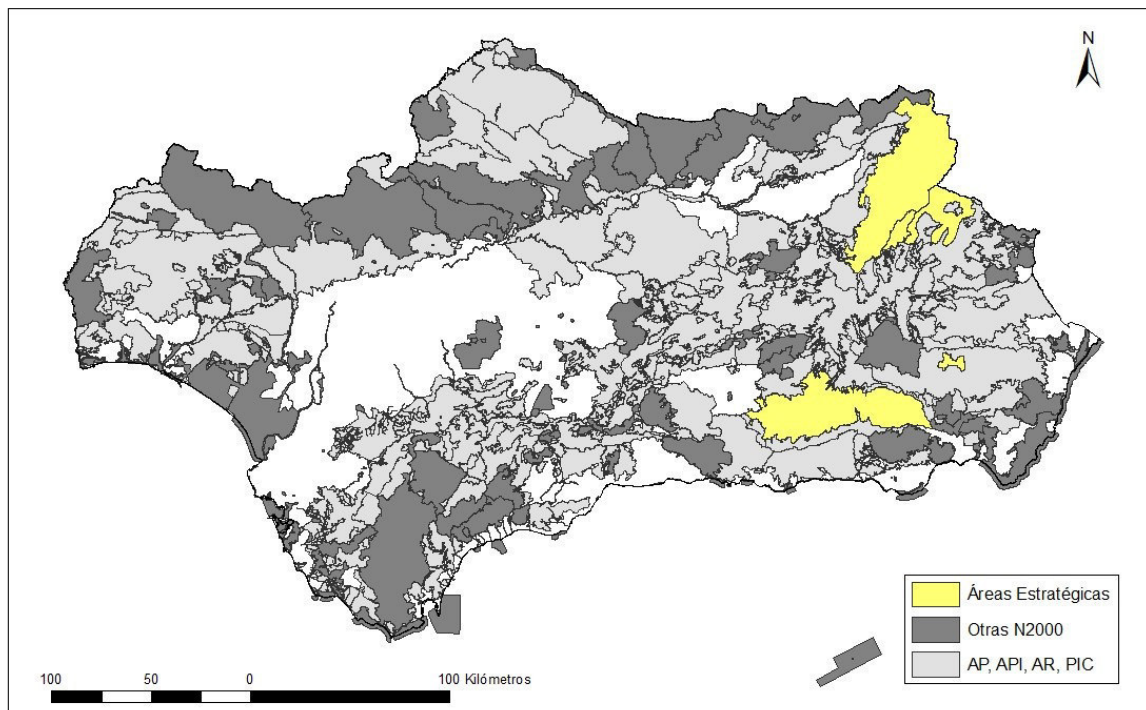 N
Áreas Estratégicas
Otras N2000
AP, API, AR, PIC
100 50 0 100 Kilómetros